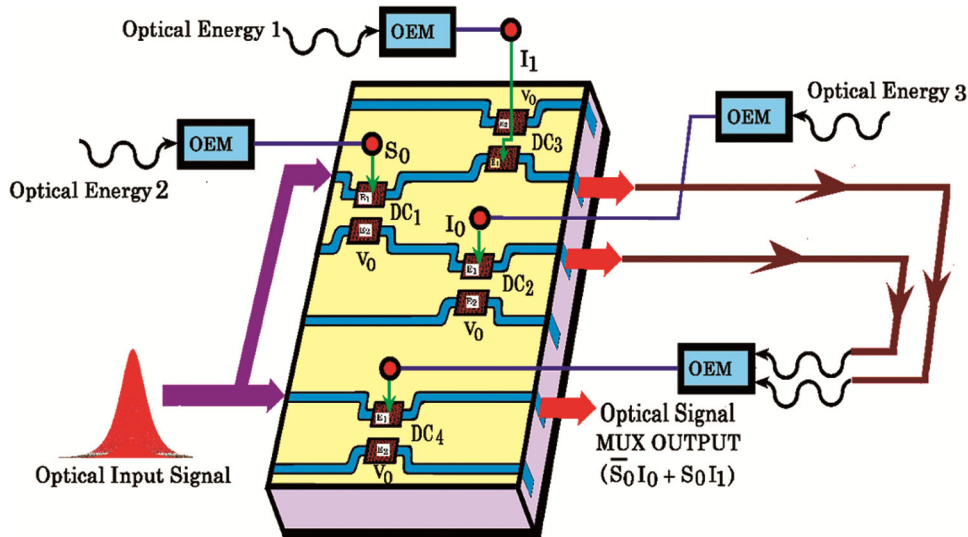 Optical Energy 1
OEM
I1
V0
E2
DC3
OEM
Optical Energy 3
OEM
S0
Optical Energy 2
E1
DC1
I0
E2
V0
E1
DC2
E2
V0
OEM
E1
DC4
Optical Signal
MUX OUTPUT
(S̅0I0 + S0I1)
E2
V0
Optical Input Signal